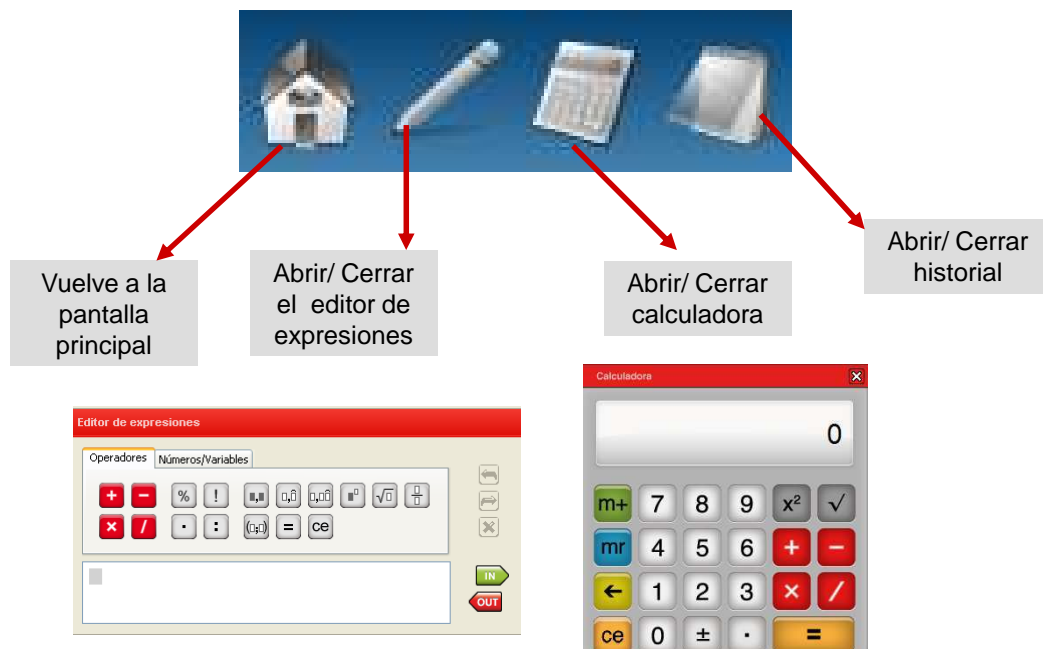 Vuelve a la
pantalla
principal
Abrir/ Cerrar
el editor de
expresiones
Abrir/ Cerrar
calculadora
Abrir/ Cerrar
historial
Editor de expresiones
Operadores Números/Variables
+ - % !
× / · : = ce
IN
OUT
Calculadora
0
m+ 7 8 9 x² √
mr 4 5 6 + -
← 1 2 3 × /
ce 0 ± · =